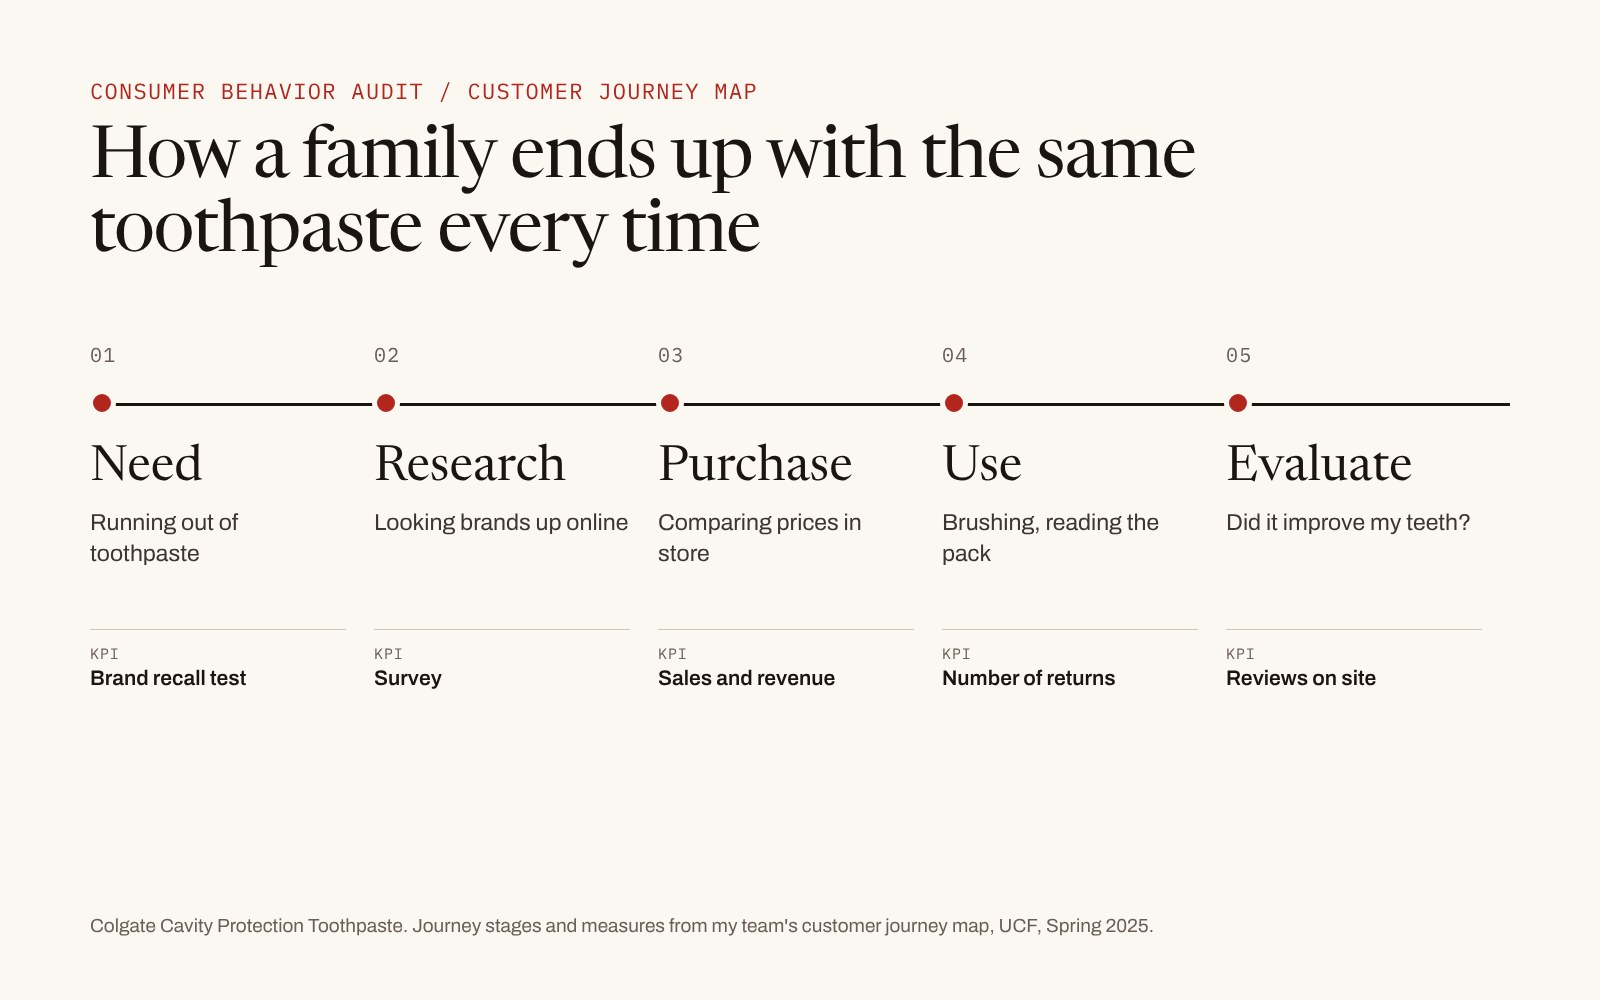 CONSUMER BEHAVIOR AUDIT / CUSTOMER JOURNEY MAP
How a family ends up with the same
toothpaste every time
01
Need
Running out of
toothpaste
KPI
Brand recall test
02
Research
Looking brands up online
KPI
Survey
03
Purchase
Comparing prices in
store
KPI
Sales and revenue
04
Use
Brushing, reading the
pack
KPI
Number of returns
05
Evaluate
Did it improve my teeth?
KPI
Reviews on site
Colgate Cavity Protection Toothpaste. Journey stages and measures from my team's customer journey map, UCF, Spring 2025.